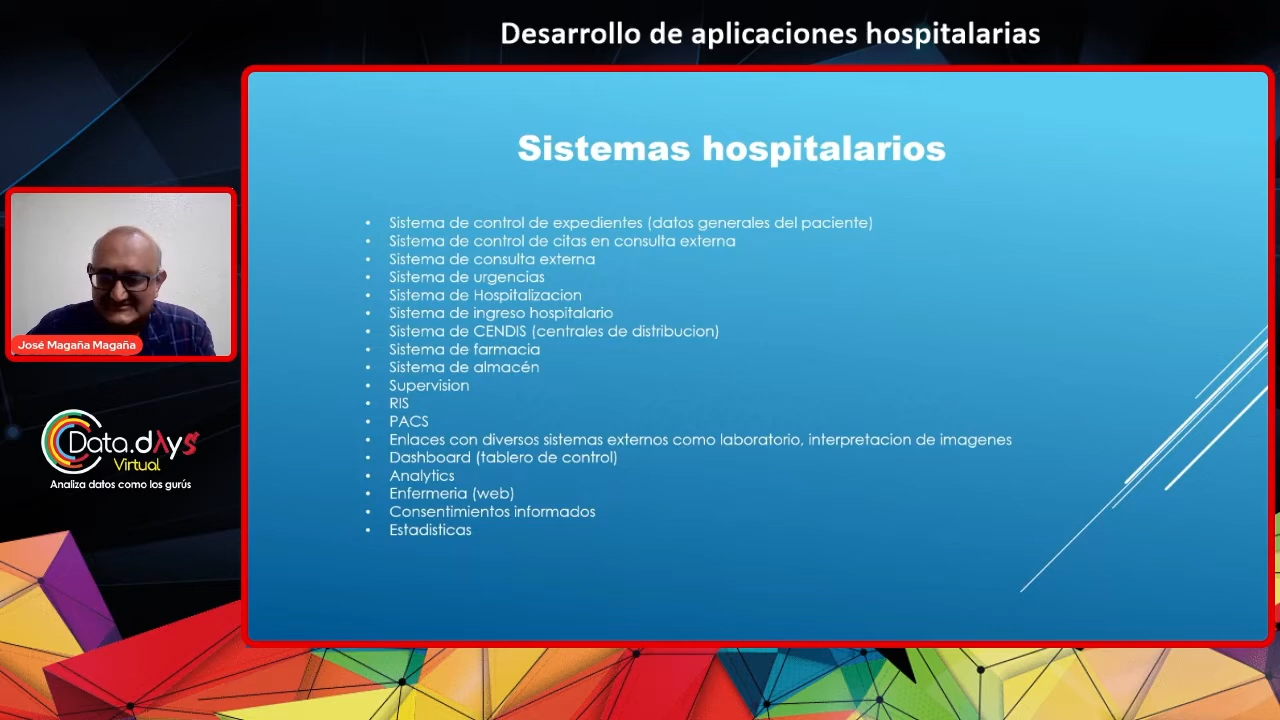 Desarrollo de aplicaciones hospitalarias
Sistemas hospitalarios
• Sistema de control de expedientes (datos generales del paciente)
• Sistema de control de citas en consulta externa
• Sistema de consulta externa
• Sistema de urgencias
• Sistema de Hospitalizacion
• Sistema de ingreso hospitalario
• Sistema de CENDIS (centrales de distribucion)
• Sistema de farmacia
• Sistema de almacén
• Supervision
• RIS
• PACS
• Enlaces con diversos sistemas externos como laboratorio, interpretacion de imagenes
• Dashboard (tablero de control)
• Analytics
• Enfermeria (web)
• Consentimientos informados
• Estadisticas
José Magaña Magaña
Data.dAys
Virtual
Analiza datos como los gurús